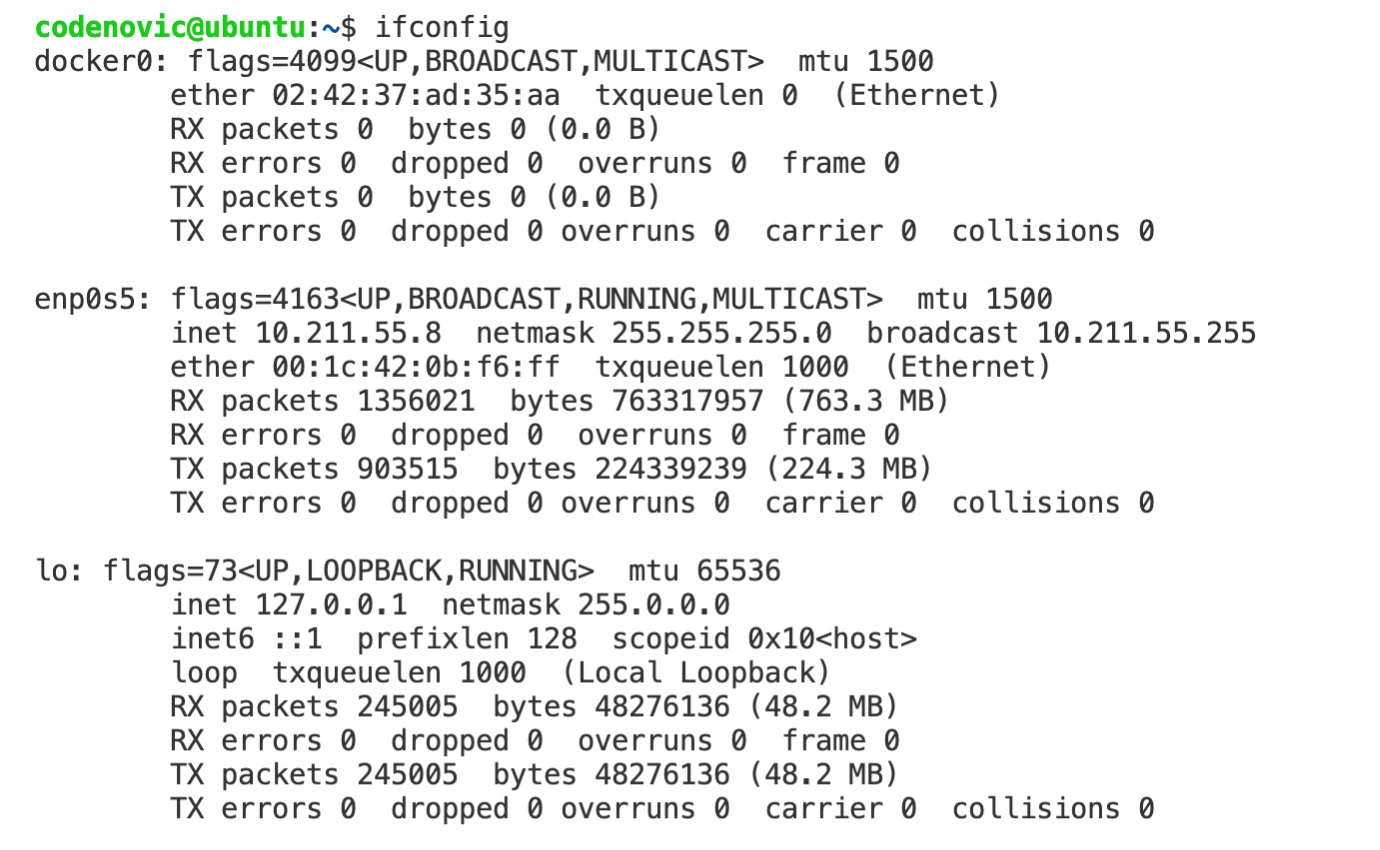 codenovic@ubuntu:~$ ifconfig
docker0: flags=4099<UP,BROADCAST,MULTICAST>  mtu 1500
        ether 02:42:37:ad:35:aa  txqueuelen 0  (Ethernet)
        RX packets 0  bytes 0 (0.0 B)
        RX errors 0  dropped 0  overruns 0  frame 0
        TX packets 0  bytes 0 (0.0 B)
        TX errors 0  dropped 0 overruns 0  carrier 0  collisions 0

enp0s5: flags=4163<UP,BROADCAST,RUNNING,MULTICAST>  mtu 1500
        inet 10.211.55.8  netmask 255.255.255.0  broadcast 10.211.55.255
        ether 00:1c:42:0b:f6:ff  txqueuelen 1000  (Ethernet)
        RX packets 1356021  bytes 763317957 (763.3 MB)
        RX errors 0  dropped 0  overruns 0  frame 0
        TX packets 903515  bytes 224339239 (224.3 MB)
        TX errors 0  dropped 0 overruns 0  carrier 0  collisions 0

lo: flags=73<UP,LOOPBACK,RUNNING>  mtu 65536
        inet 127.0.0.1  netmask 255.0.0.0
        inet6 ::1  prefixlen 128  scopeid 0x10<host>
        loop  txqueuelen 1000  (Local Loopback)
        RX packets 245005  bytes 48276136 (48.2 MB)
        RX errors 0  dropped 0  overruns 0  frame 0
        TX packets 245005  bytes 48276136 (48.2 MB)
        TX errors 0  dropped 0 overruns 0  carrier 0  collisions 0